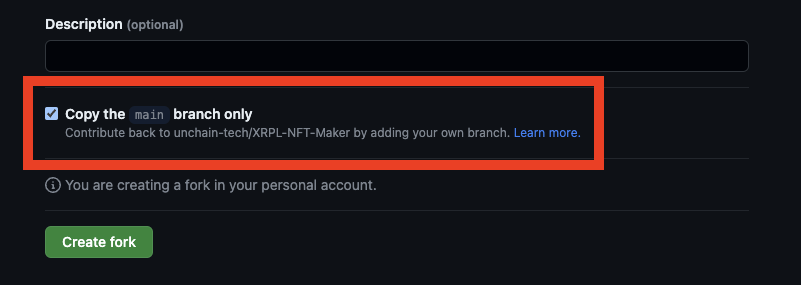 Description (optional)
Copy the main branch only
Contribute back to unchain-tech/XRPL-NFT-Maker by adding your own branch. Learn more.
You are creating a fork in your personal account.
Create fork